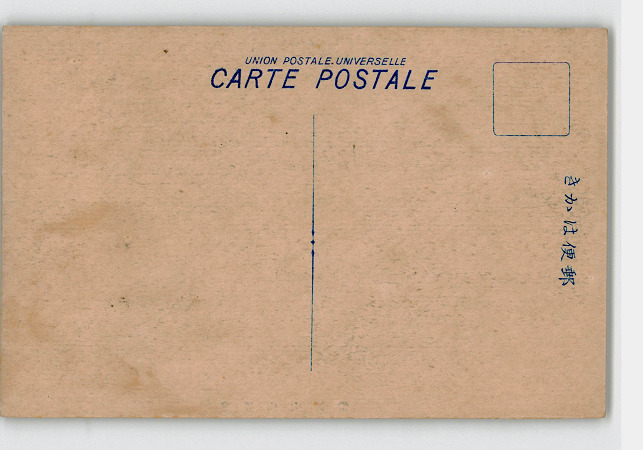 UNION POSTALE UNIVERSELLE
CARTE POSTALE
郵便はかき